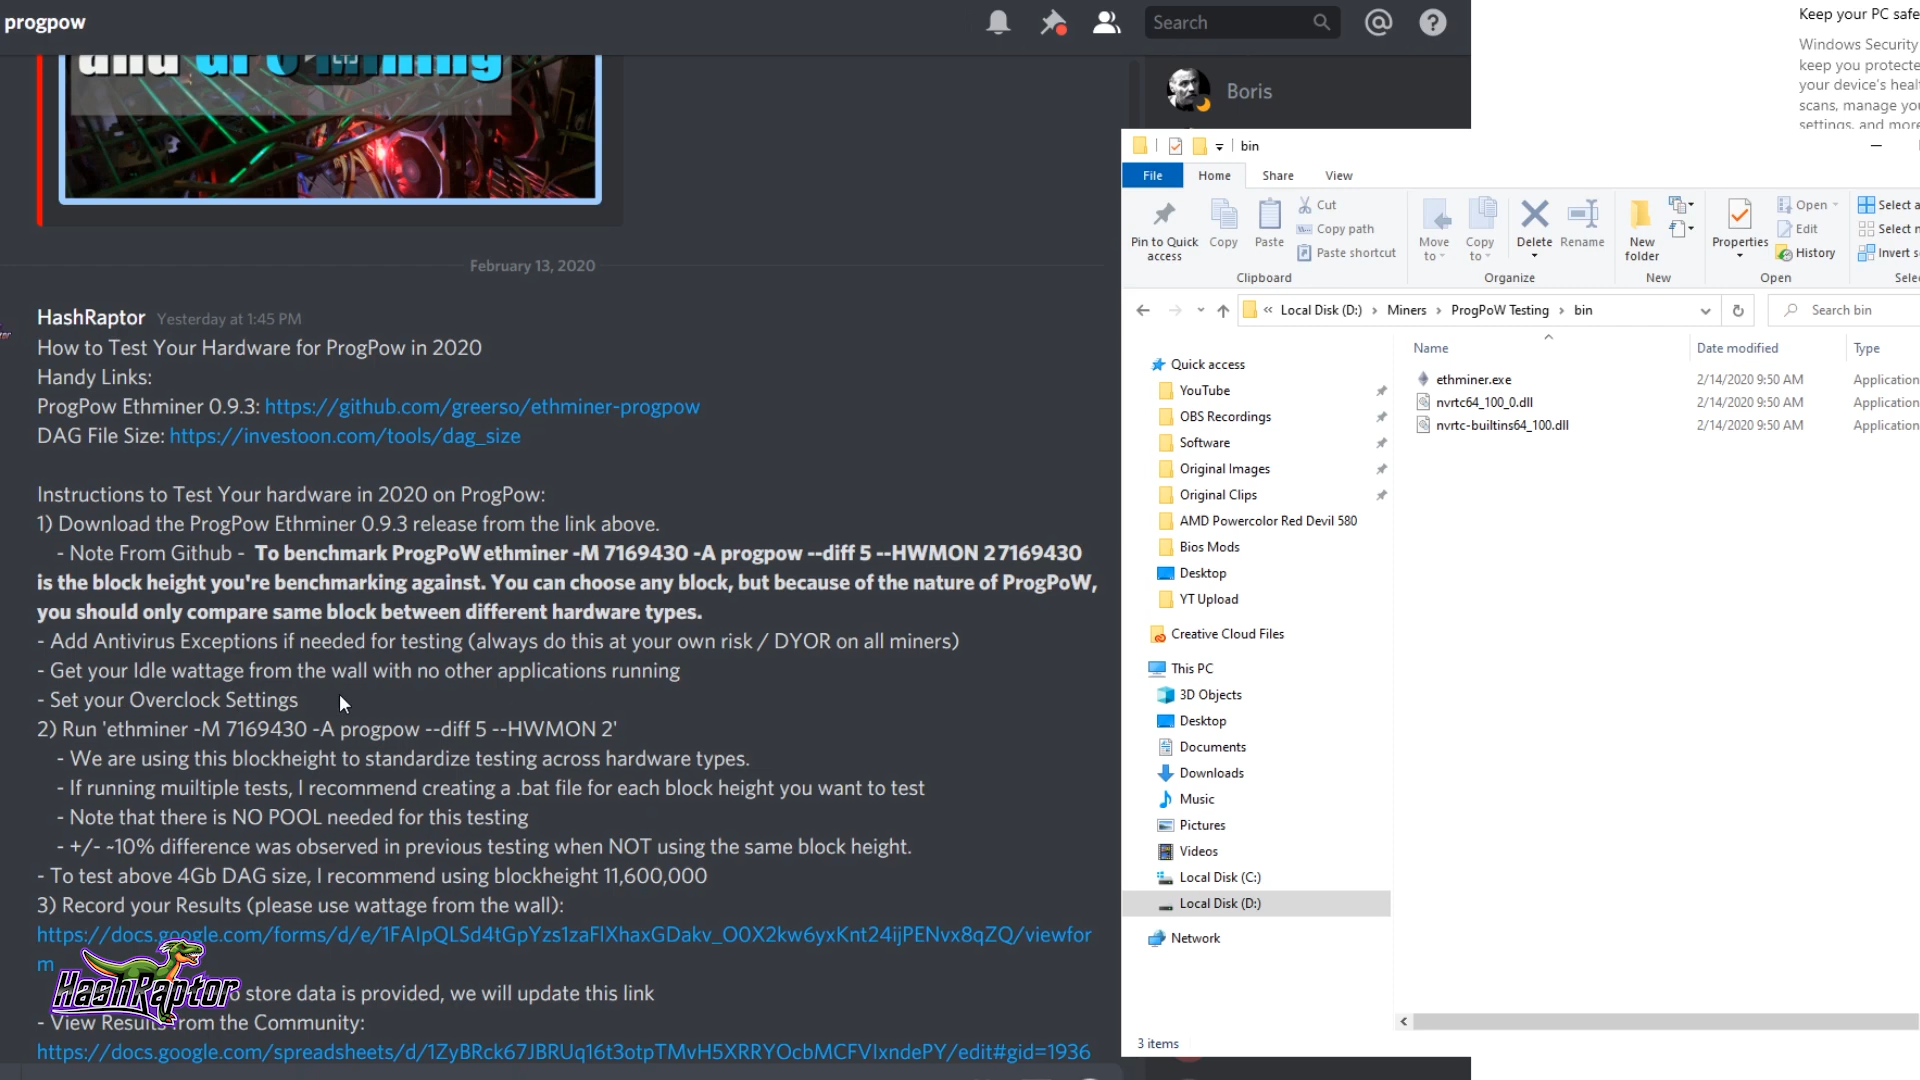 progpow
Search
and
mining
Boris
Keep your PC safe
Windows Security
keep you protecte
your device's heal
scans, manage you
settings, and more
February 13, 2020
HashRaptor Yesterday at 1:45 PM
How to Test Your Hardware for ProgPow in 2020
Handy Links:
ProgPow Ethminer 0.9.3: https://github.com/greerso/ethminer-progpow
DAG File Size: https://investoon.com/tools/dag_size
Instructions to Test Your hardware in 2020 on ProgPow:
1) Download the ProgPow Ethminer 0.9.3 release from the link above.
- Note From Github - To benchmark ProgPoW ethminer -M 7169430 -A progpow --diff 5 --HWMON 2 7169430
is the block height you're benchmarking against. You can choose any block, but because of the nature of ProgPoW,
you should only compare same block between different hardware types.
- Add Antivirus Exceptions if needed for testing (always do this at your own risk / DYOR on all miners)
- Get your Idle wattage from the wall with no other applications running
- Set your Overclock Settings
2) Run 'ethminer -M 7169430 -A progpow --diff 5 --HWMON 2'
- We are using this blockheight to standardize testing across hardware types.
- If running muiltiple tests, I recommend creating a .bat file for each block height you want to test
- Note that there is NO POOL needed for this testing
- +/- ~10% difference was observed in previous testing when NOT using the same block height.
- To test above 4Gb DAG size, I recommend using blockheight 11,600,000
3) Record your Results (please use wattage from the wall):
https://docs.google.com/forms/d/e/1FAIpQLSd4tGpYzs1zaFIXhaxGDakv_O0X2kw6yxKnt24ijPENvx8qZQ/viewfor
m
HashRaptor
o store data is provided, we will update this link
- View Results from the Community:
https://docs.google.com/spreadsheets/d/1ZyBRck67JBRUq16t3otpTMvH5XRRYOcbMCFVIxndePY/edit#gid=1936
bin
File Home Share View
Pin to Quick
access
Copy
Paste
Cut
Copy path
Paste shortcut
Clipboard
Move
to
Copy
to
Delete
Rename
Organize
New
folder
New
Properties
Open
Edit
History
Open
Select a
Select n
Invert s
Selec
« Local Disk (D:) > Miners > ProgPoW Testing > bin
Search bin
Name Date modified Type
ethminer.exe 2/14/2020 9:50 AM Application
nvrtc64_100_0.dll 2/14/2020 9:50 AM Application
nvrtc-builtins64_100.dll 2/14/2020 9:50 AM Application
Quick access
YouTube
OBS Recordings
Software
Original Images
Original Clips
AMD Powercolor Red Devil 580
Bios Mods
Desktop
YT Upload
Creative Cloud Files
This PC
3D Objects
Desktop
Documents
Downloads
Music
Pictures
Videos
Local Disk (C:)
Local Disk (D:)
Network
3 items